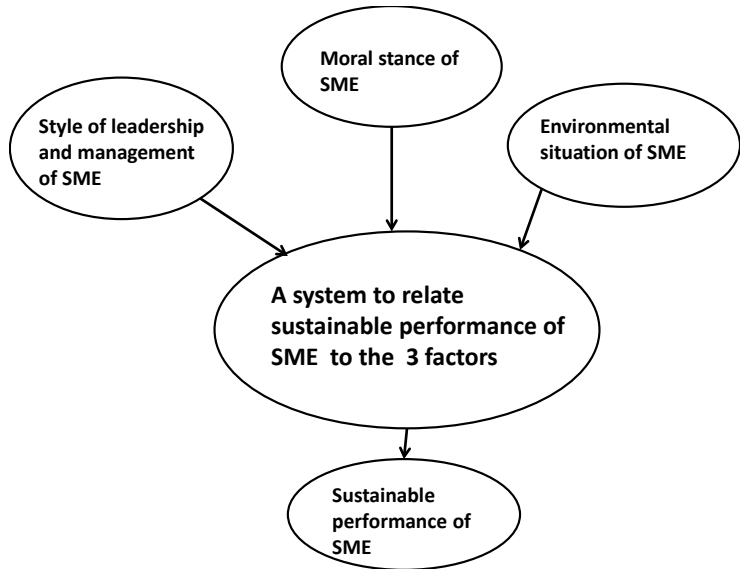 Moral stance of
SME
Style of leadership
and management
of SME
Environmental
situation of SME
A system to relate
sustainable performance of
SME to the 3 factors
Sustainable
performance of
SME